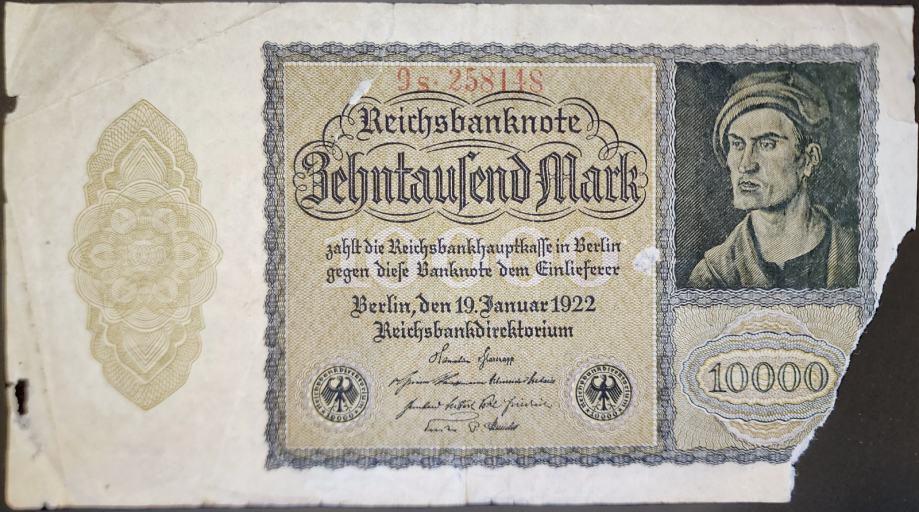 9s·258148
Reichsbanknote
Zehntausend Mark
zahlt die Reichsbankhauptkasse in Berlin
gegen diese Banknote dem Einlieferer
Berlin, den 19. Januar 1922
Reichsbankdirektorium
10000